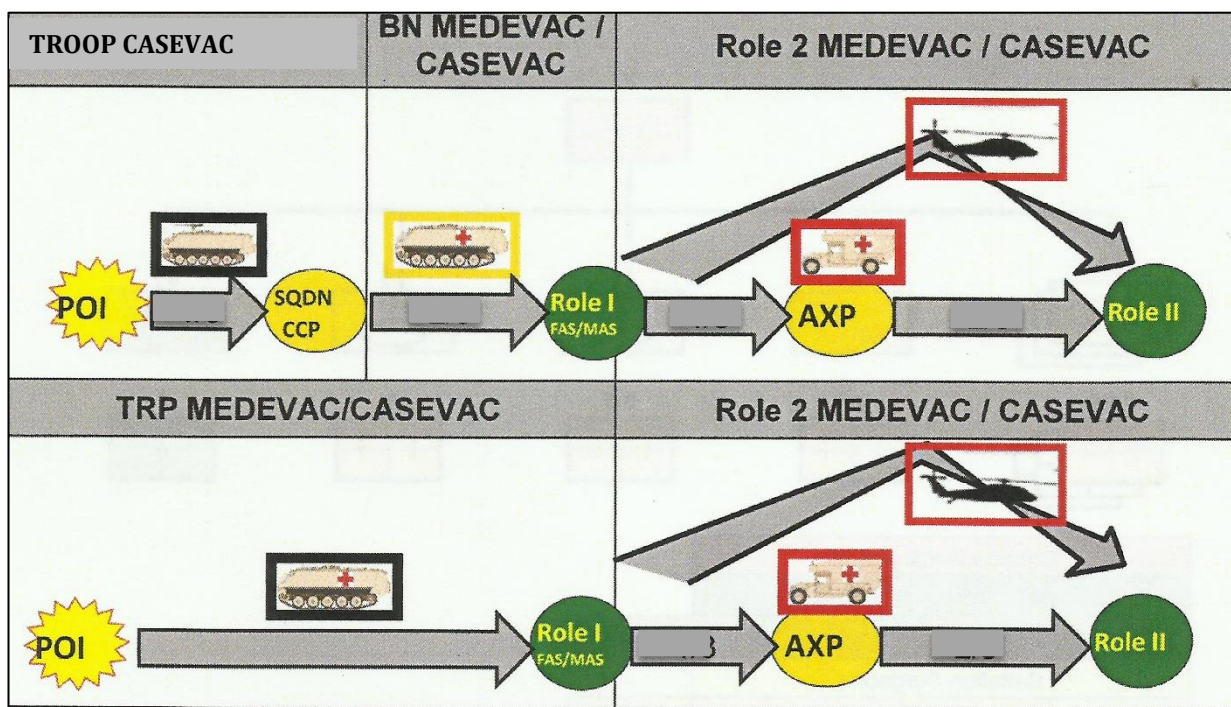 TROOP CASEVAC
BN MEDEVAC /
CASEVAC
Role 2 MEDEVAC / CASEVAC
POI
SQDN
CCP
Role I
FAS/MAS
AXP
Role II
TRP MEDEVAC/CASEVAC
Role 2 MEDEVAC / CASEVAC
POI
Role I
FAS/MAS
AXP
Role II